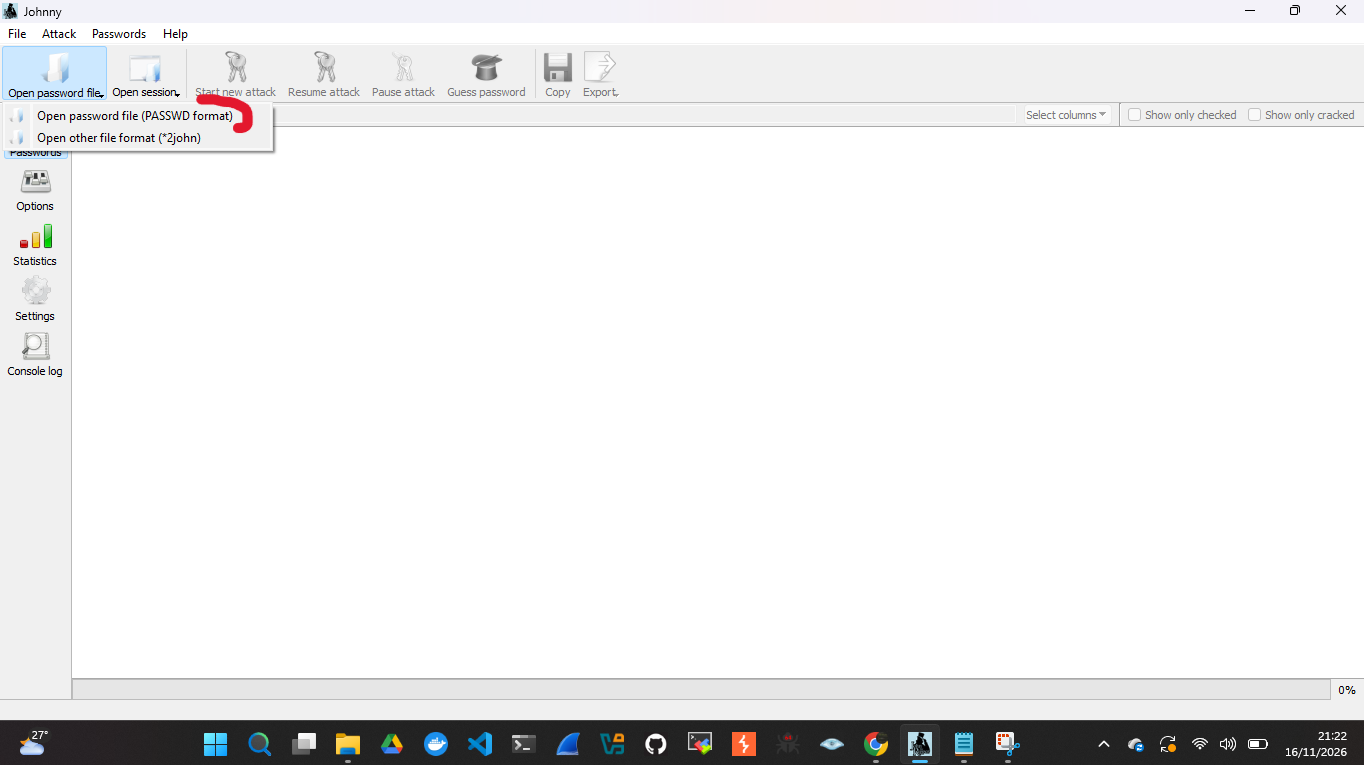 Johnny
File Attack Passwords Help
Open password file Open session Start new attack Resume attack Pause attack Guess password Copy Export
Open password file (PASSWD format) Select columns Show only checked Show only cracked
Open other file format (*2john)
Passwords
Options
Statistics
Settings
Console log
0%
27°
21:22
16/11/2026